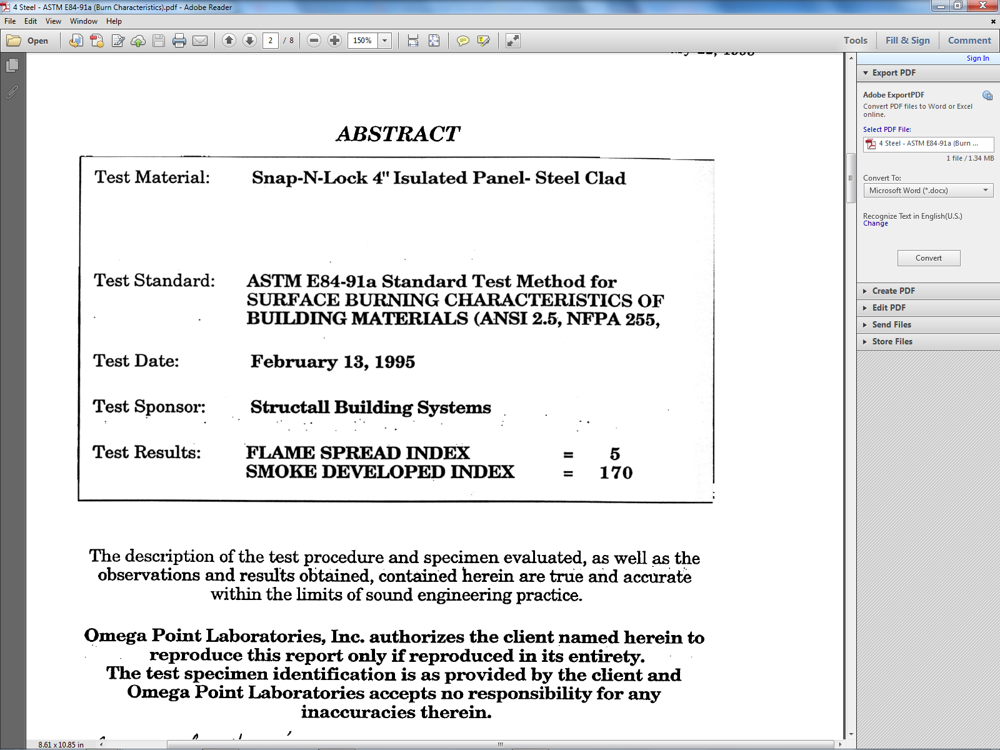 4 Steel - ASTM E84-91a (Burn Characteristics).pdf - Adobe Reader
File Edit View Window Help
Open 2 / 8 150% Tools Fill & Sign Comment
Sign In
Export PDF
Adobe ExportPDF
Convert PDF files to Word or Excel
online.
Select PDF File:
4 Steel - ASTM E84-91a (Burn ...
1 file / 1.34 MB
Convert To:
Microsoft Word (*.docx)
Recognize Text in English(U.S.)
Change
Convert
Create PDF
Edit PDF
Send Files
Store Files
ABSTRACT
Test Material: Snap-N-Lock 4" Isulated Panel- Steel Clad
Test Standard: ASTM E84-91a Standard Test Method for
SURFACE BURNING CHARACTERISTICS OF
BUILDING MATERIALS (ANSI 2.5, NFPA 255,
Test Date: February 13, 1995
Test Sponsor: Structall Building Systems
Test Results: FLAME SPREAD INDEX = 5
SMOKE DEVELOPED INDEX = 170
The description of the test procedure and specimen evaluated, as well as the
observations and results obtained, contained herein are true and accurate
within the limits of sound engineering practice.
Omega Point Laboratories, Inc. authorizes the client named herein to
reproduce this report only if reproduced in its entirety.
The test specimen identification is as provided by the client and
Omega Point Laboratories accepts no responsibility for any
inaccuracies therein.
8.61 x 10.85 in